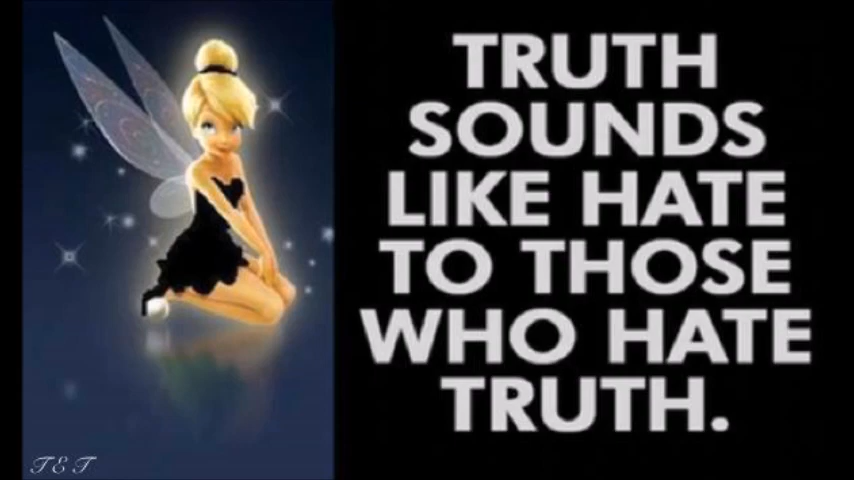 TRUTH
SOUNDS
LIKE HATE
TO THOSE
WHO HATE
TRUTH.
T&T